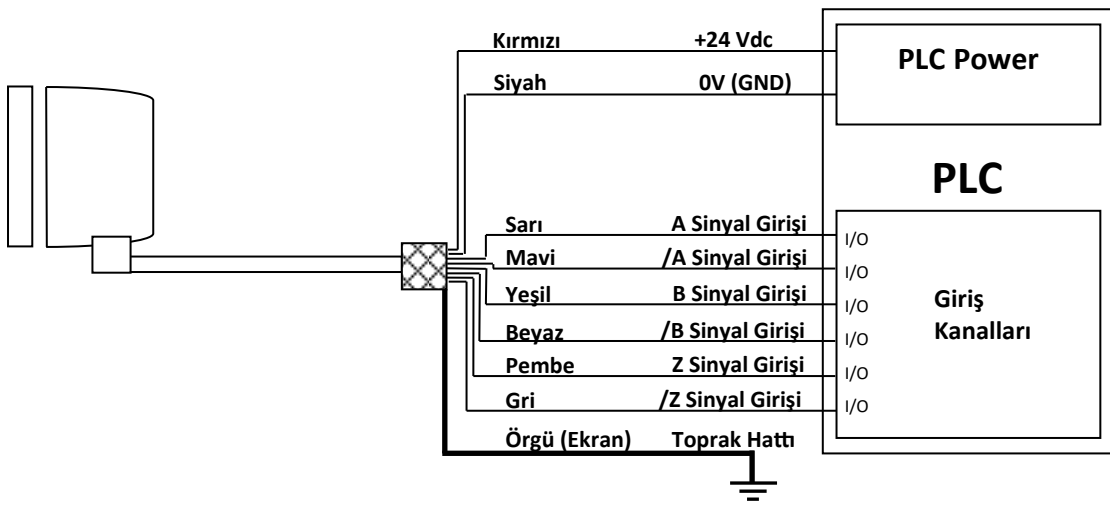 Kırmızı +24 Vdc
PLC Power
Siyah 0V (GND)
PLC
Sarı A Sinyal Girişi I/O
Mavi /A Sinyal Girişi I/O
Yeşil B Sinyal Girişi I/O
Giriş
Kanalları
Beyaz /B Sinyal Girişi I/O
Pembe Z Sinyal Girişi I/O
Gri /Z Sinyal Girişi I/O
Örgü (Ekran) Toprak Hattı